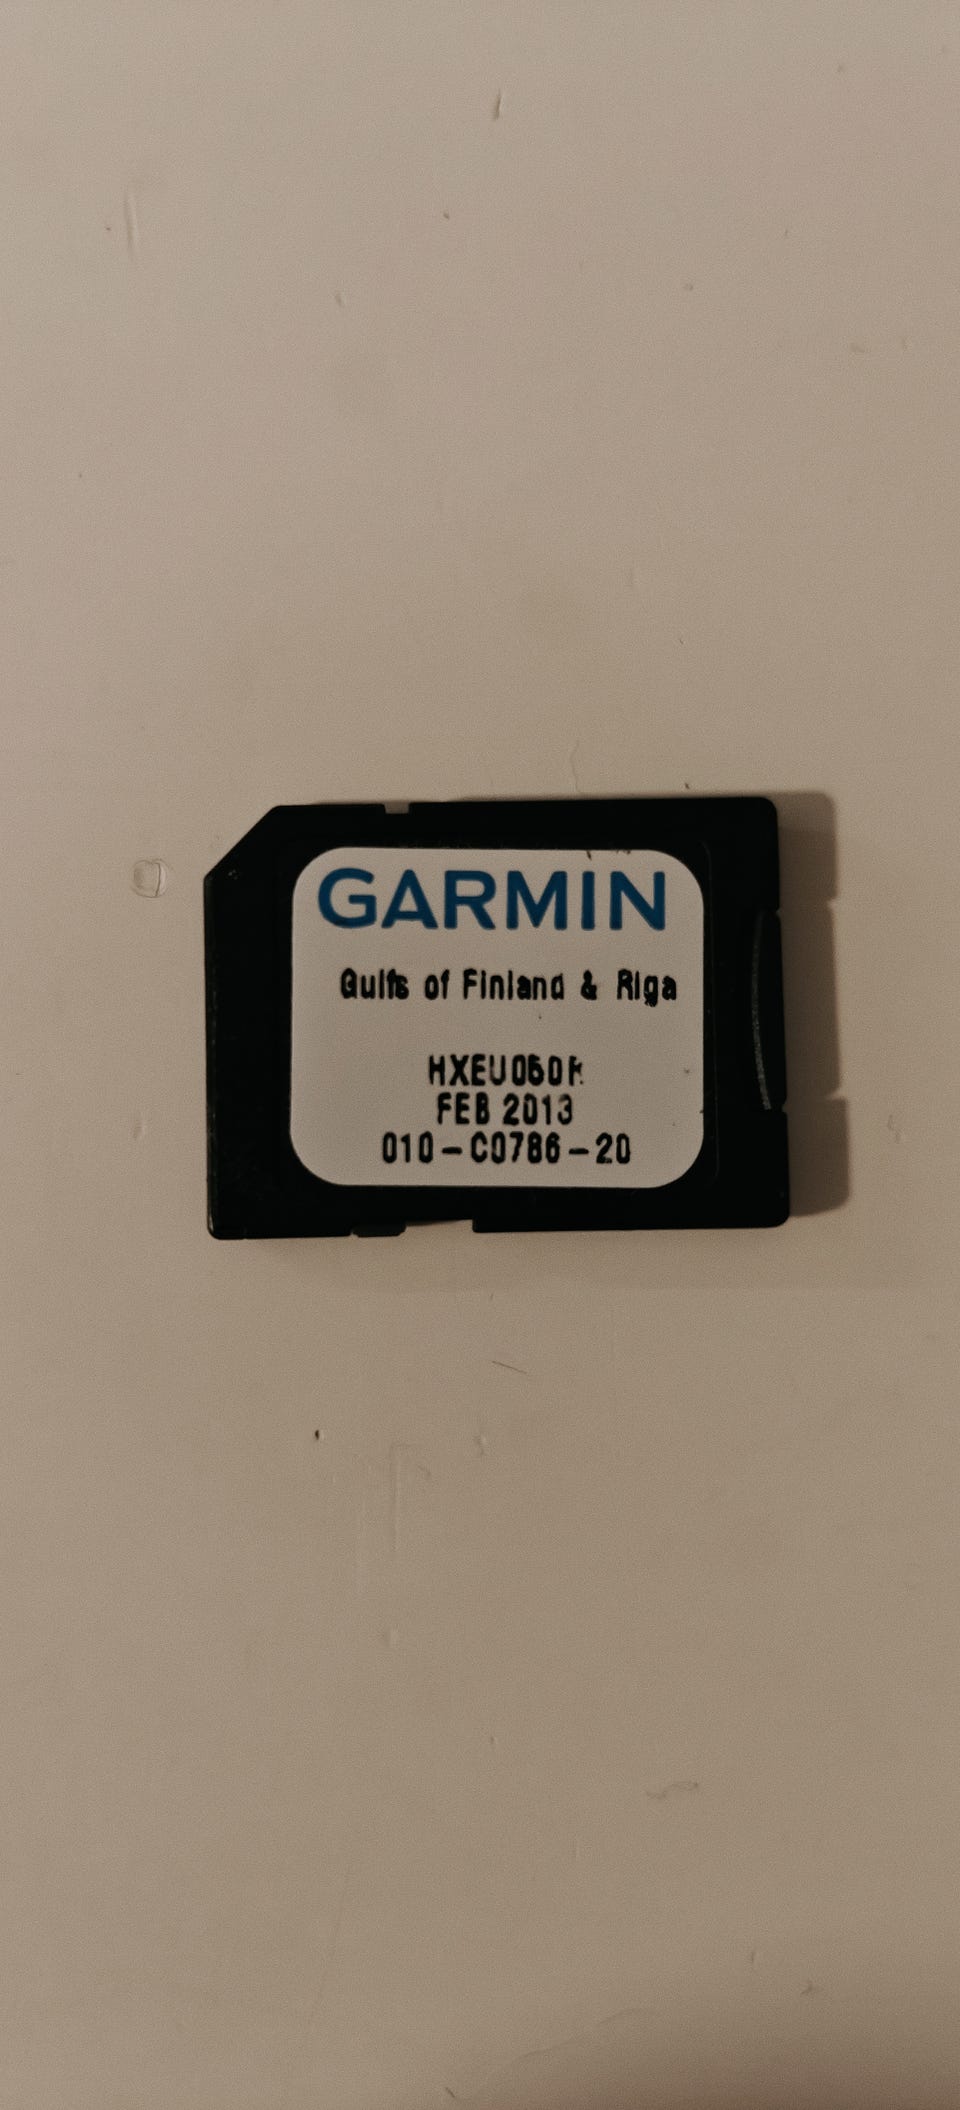 GARMIN
Gulfs of Finland & Riga
FEB 2013
010-C0786-20